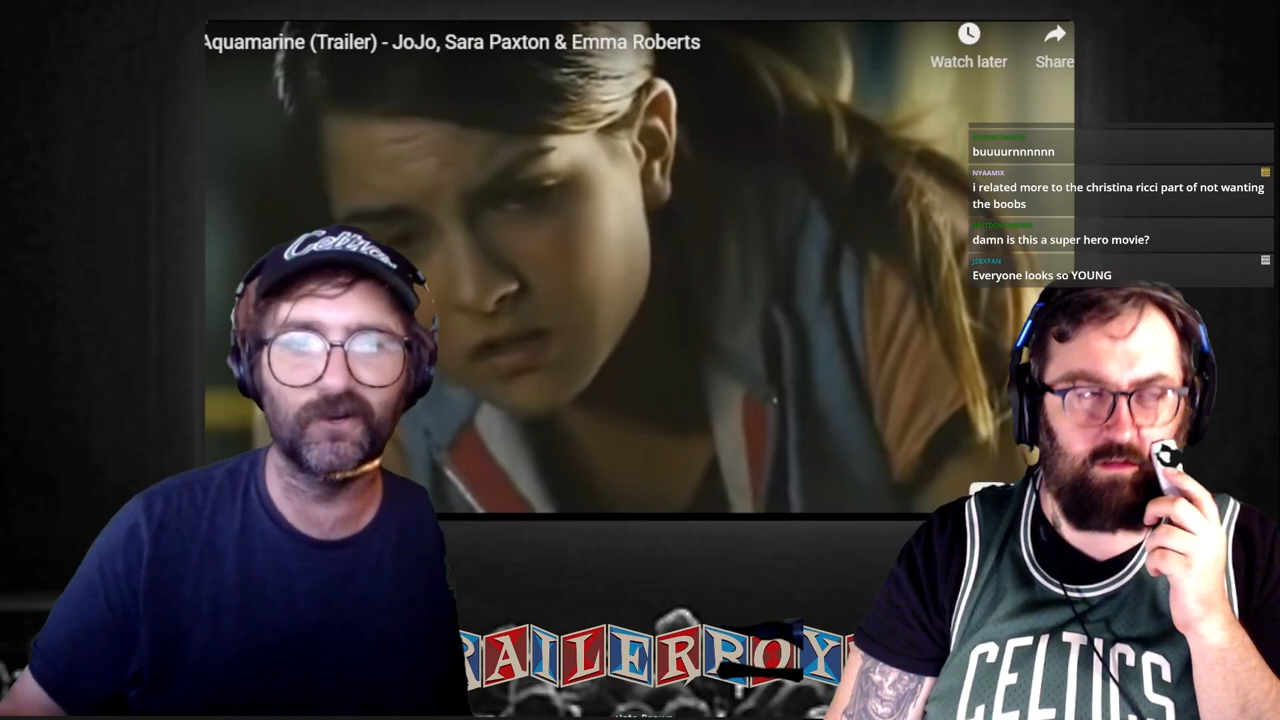 Aquamarine (Trailer) - JoJo, Sara Paxton & Emma Roberts
Watch later
Share
buuuurnnnnnn
NYAAMIX
i related more to the christina ricci part of not wanting
the boobs
damn is this a super hero movie?
JSBXFAN
Everyone looks so YOUNG
Celtics
RAILERBOY
CELTICS